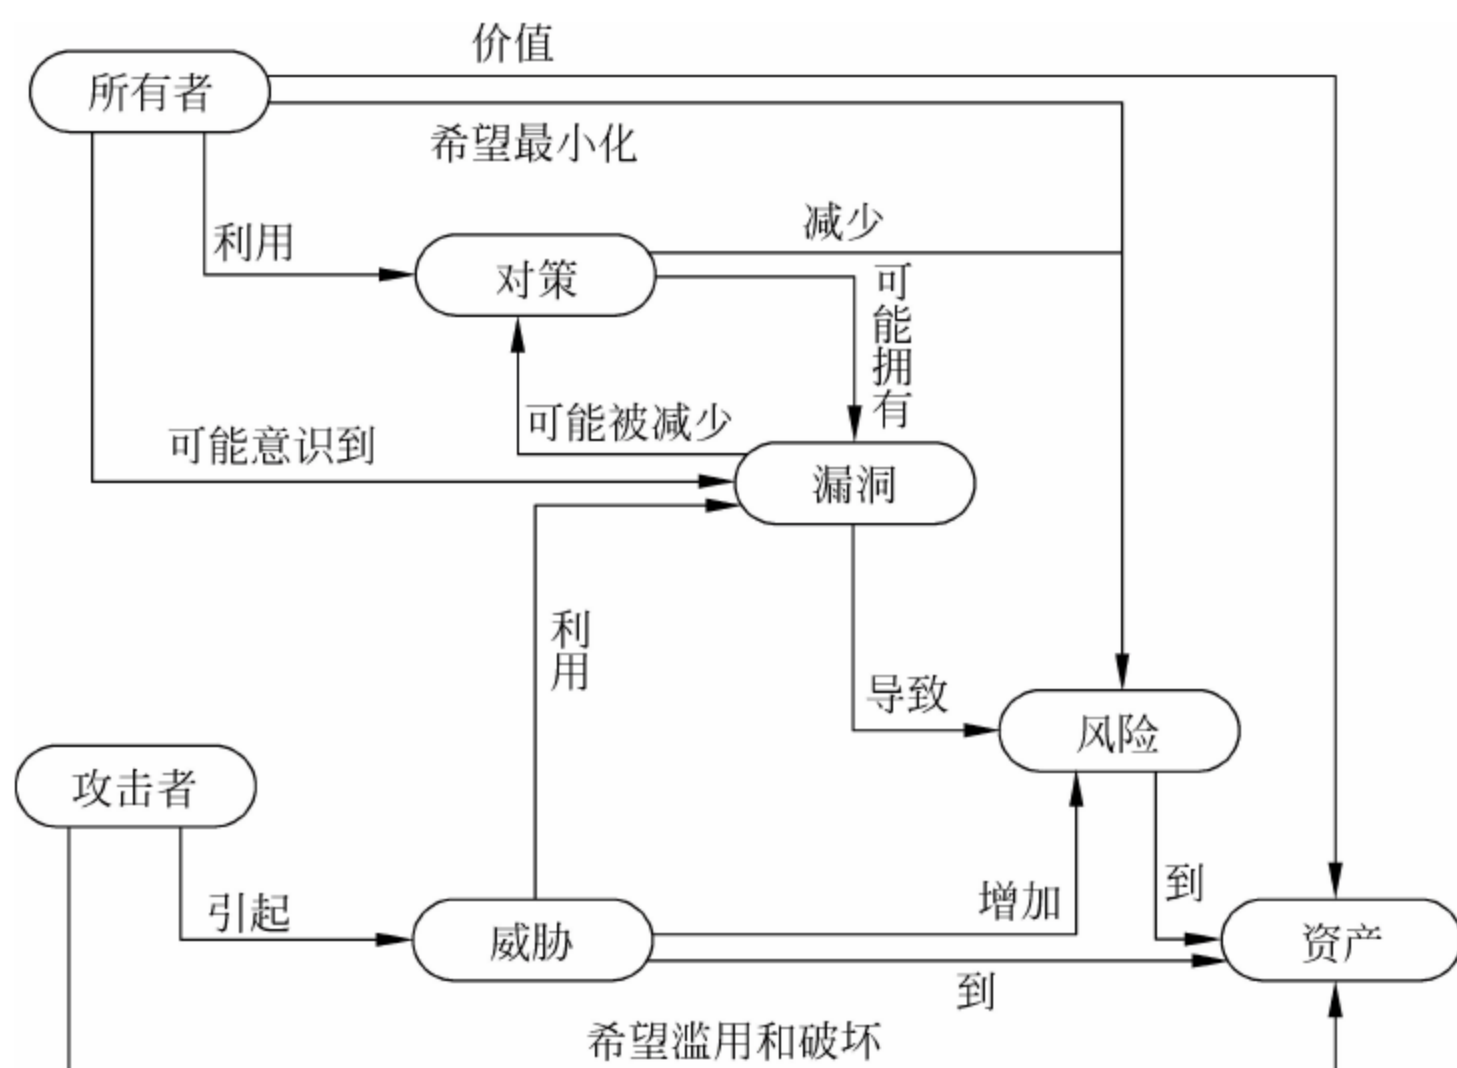 价值
所有者
希望最小化
减少
利用
对策
可能拥有
可能被减少
可能意识到
漏洞
利用
导致
风险
攻击者
到
增加
引起
威胁
资产
到
希望滥用和破坏